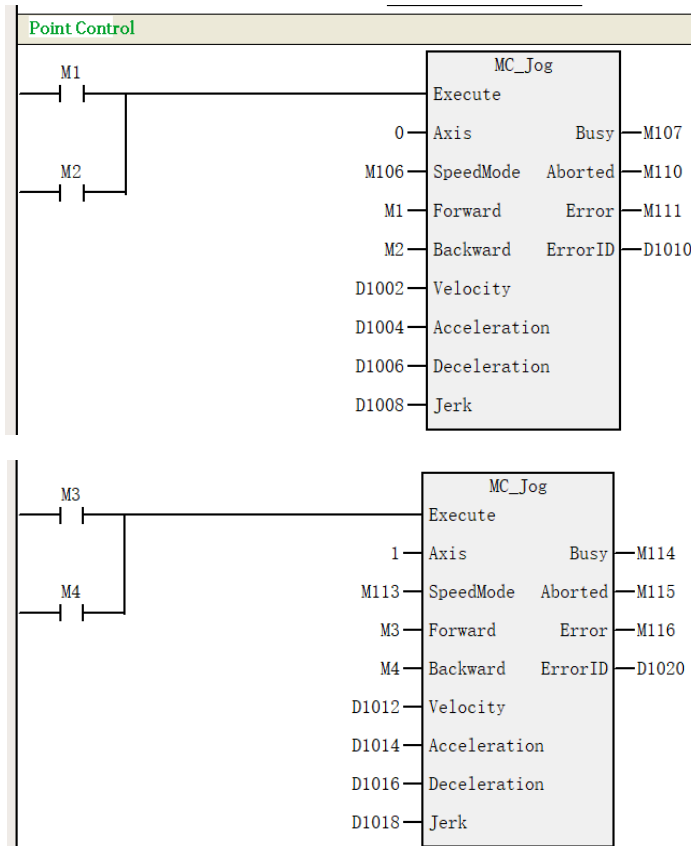 Point Control
M1
MC_Jog
Execute
0 Axis Busy M107
M2
M106 SpeedMode Aborted M110
M1 Forward Error M111
M2 Backward ErrorID D1010
D1002 Velocity
D1004 Acceleration
D1006 Deceleration
D1008 Jerk
M3
MC_Jog
Execute
1 Axis Busy M114
M4
M113 SpeedMode Aborted M115
M3 Forward Error M116
M4 Backward ErrorID D1020
D1012 Velocity
D1014 Acceleration
D1016 Deceleration
D1018 Jerk